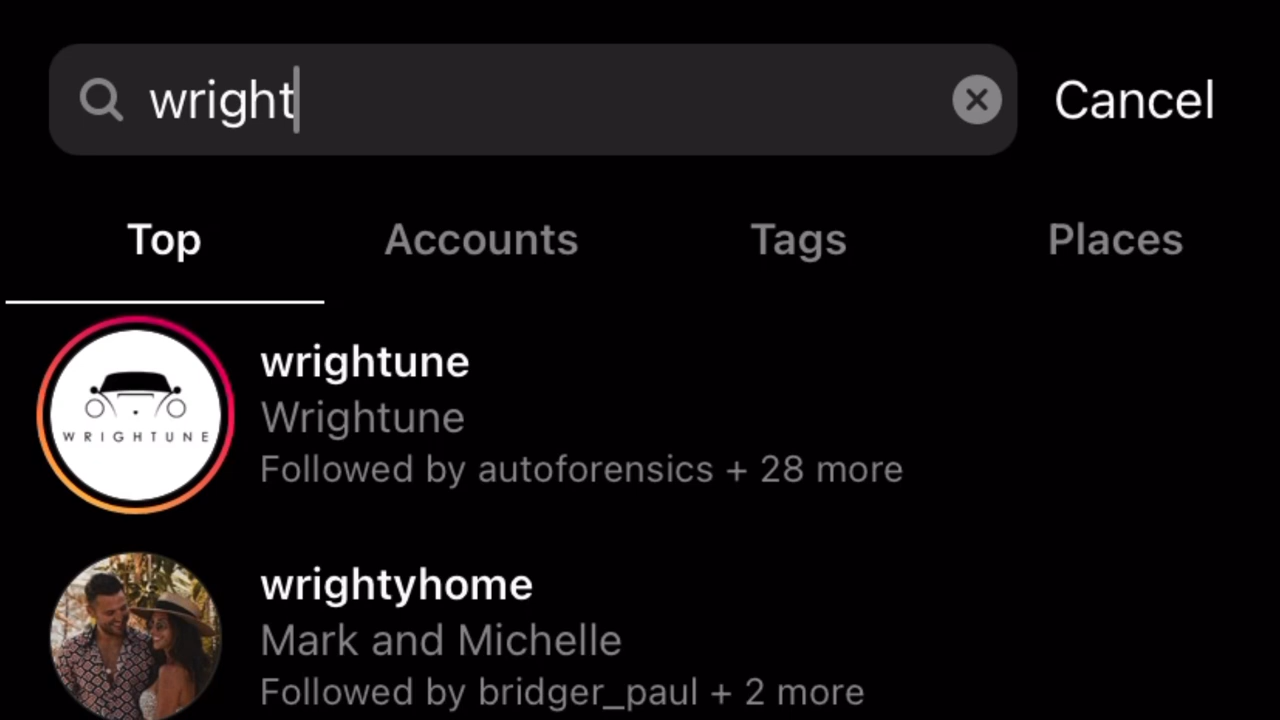 wright
Cancel
Top Accounts Tags Places
wrightune
Wrightune
WRIGHTUNE
Followed by autoforensics + 28 more
wrightyhome
Mark and Michelle
Followed by bridger_paul + 2 more